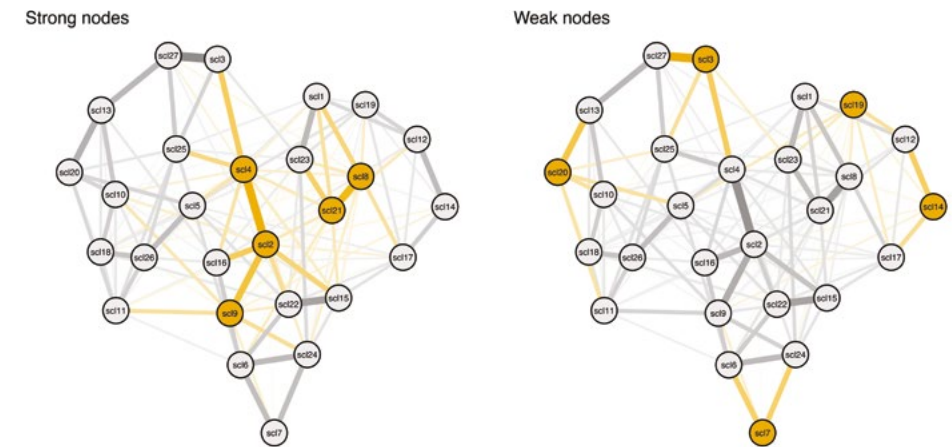 Strong nodes
Weak nodes
scl27
scl3
scl1
scl19
scl13
scl12
scl25
scl23
scl4
scl20
scl8
scl10
scl5
scl21
scl14
scl2
scl18
scl26
scl16
scl17
scl22
scl15
scl11
scl9
scl24
scl6
scl7
scl27
scl3
scl1
scl19
scl13
scl12
scl25
scl23
scl4
scl20
scl8
scl10
scl5
scl21
scl14
scl2
scl18
scl26
scl16
scl17
scl22
scl15
scl11
scl9
scl24
scl6
scl7